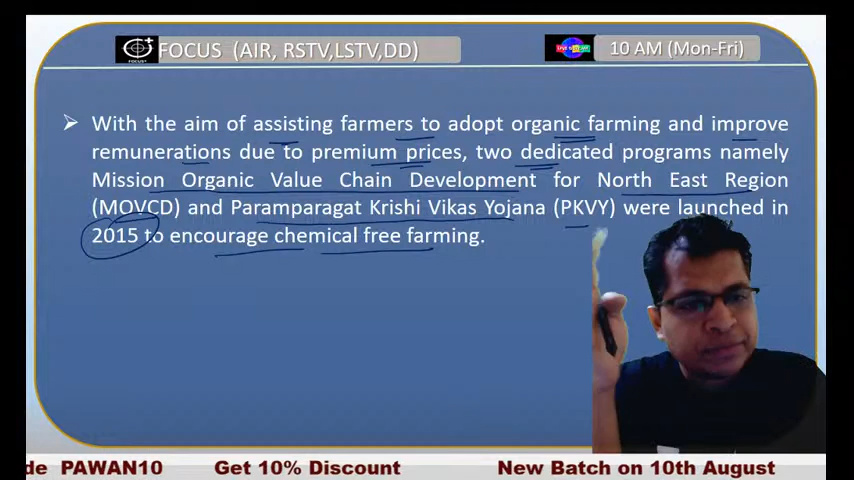 FOCUS (AIR, RSTV,LSTV,DD)
10 AM (Mon-Fri)
➤ With the aim of assisting farmers to adopt organic farming and improve
remunerations due to premium prices, two dedicated programs namely
Mission Organic Value Chain Development for North East Region
(MOVCD) and Paramparagat Krishi Vikas Yojana (PKVY) were launched in
2015 to encourage chemical free farming.
de PAWAN10 Get 10% Discount New Batch on 10th August